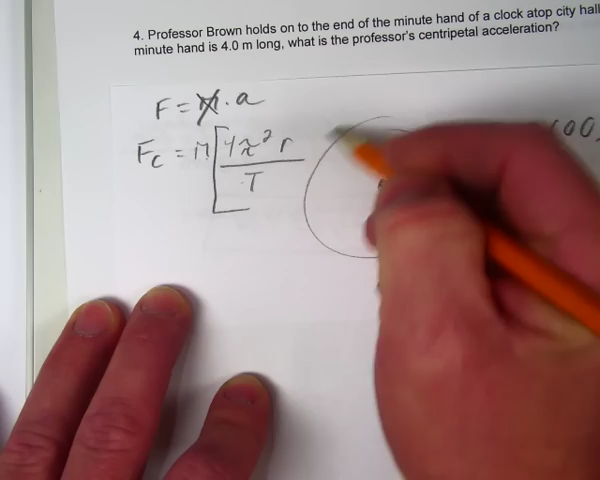 4. Professor Brown holds on to the end of the minute hand of a clock atop city hall
minute hand is 4.0 m long, what is the professor's centripetal acceleration?
F = M · a
Fc = M [4π² r
T